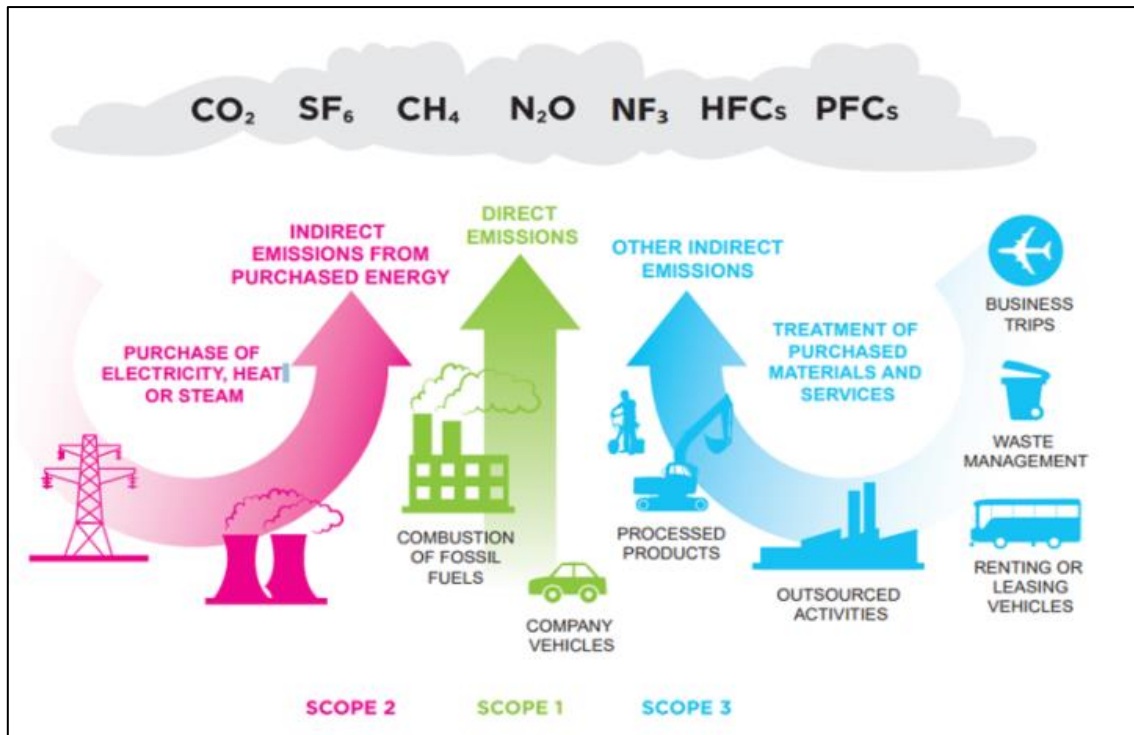 CO₂ SF₆ CH₄ N₂O NF₃ HFCs PFCs
INDIRECT
EMISSIONS FROM
PURCHASED ENERGY
DIRECT
EMISSIONS
OTHER INDIRECT
EMISSIONS
PURCHASE OF
ELECTRICITY, HEAT
OR STEAM
TREATMENT OF
PURCHASED
MATERIALS AND
SERVICES
BUSINESS
TRIPS
WASTE
MANAGEMENT
COMBUSTION
OF FOSSIL
FUELS
PROCESSED
PRODUCTS
RENTING OR
LEASING
VEHICLES
OUTSOURCED
ACTIVITIES
COMPANY
VEHICLES
SCOPE 2 SCOPE 1 SCOPE 3